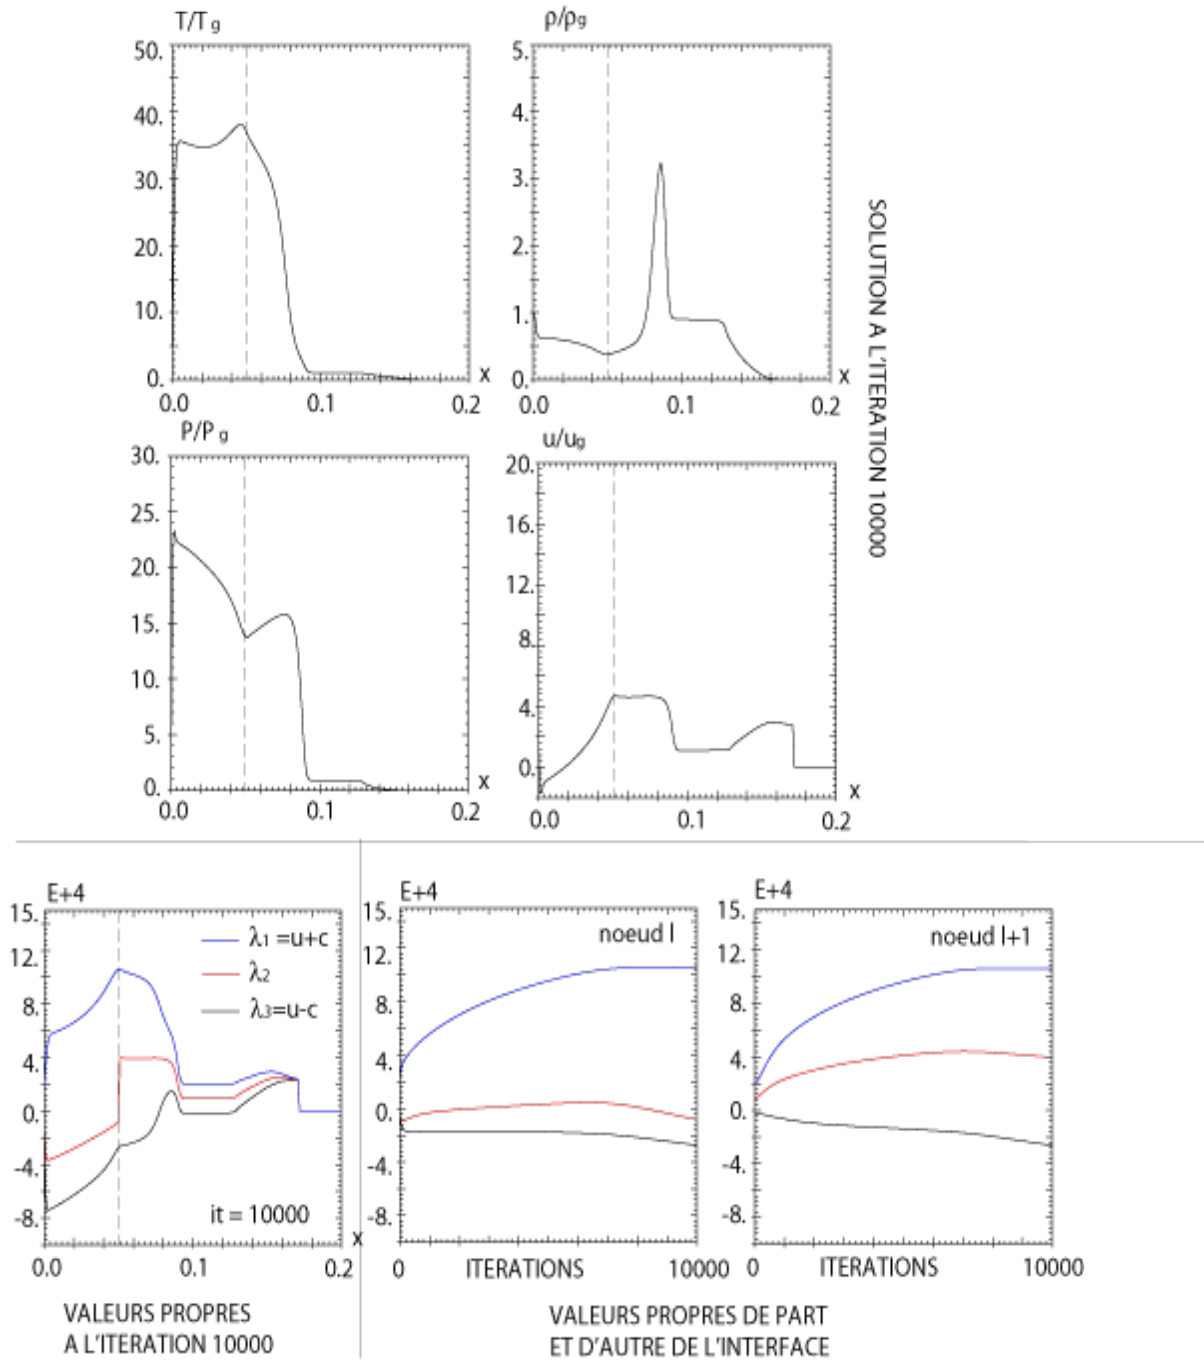 T/Tg
50.
40.
30.
20.
10.
0.
0.0 0.1 0.2
X
ρ/ρg
5.
4.
3.
2.
1.
0.
0.0 0.1 0.2
X
SOLUTION A L'ITERATION 10000
P/Pg
30.
25.
20.
15.
10.
5.
0.
0.0 0.1 0.2
X
u/ug
20.
16.
12.
8.
4.
0.
0.0 0.1 0.2
X
E+4
15.
12.
8.
4.
0.
-4.
-8.
λ1 =u+c
λ2
λ3=u-c
it = 10000
X
0.0 0.1 0.2
VALEURS PROPRES
A L'ITERATION 10000
E+4
15.
12.
8.
4.
0.
-4.
-8.
noeud I
0 ITERATIONS 10000
E+4
15.
12.
8.
4.
0.
-4.
-8.
noeud I+1
0 ITERATIONS 10000
VALEURS PROPRES DE PART
ET D'AUTRE DE L'INTERFACE